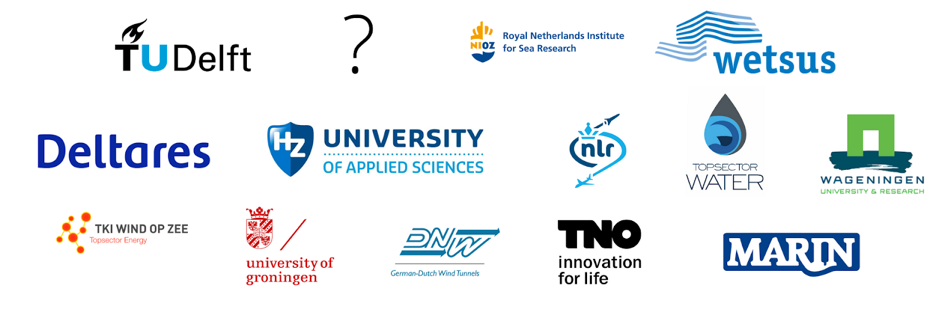 TU Delft
?
NIOZ
Royal Netherlands Institute
for Sea Research
wetsus
Deltares
HZ
UNIVERSITY
OF APPLIED SCIENCES
nlr
TOPSECTOR
WATER
WAGENINGEN
UNIVERSITY & RESEARCH
TKI WIND OP ZEE
Topsector Energy
university of
groningen
DNW
German-Dutch Wind Tunnels
TNO
innovation
for life
MARIN